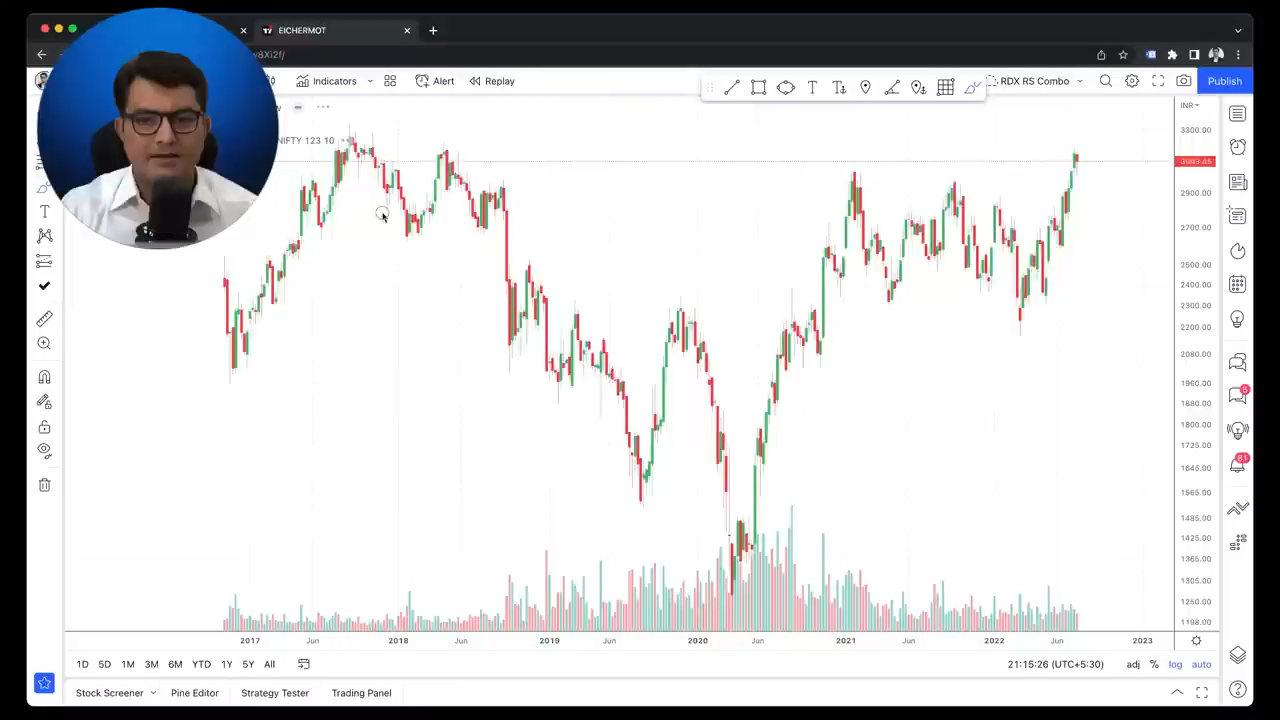 EICHERMOT
y8Xi2f/
Indicators
Alert
Replay
T
RDX RS Combo
Publish
INR
NIFTY 123 10
3300.00
3093.45
2900.00
2700.00
2500.00
2400.00
2300.00
2200.00
2080.00
1960.00
1880.00
1800.00
1725.00
1645.00
1565.00
1485.00
1425.00
1365.00
1305.00
1250.00
1198.00
2017 Jun 2018 Jun 2019 Jun 2020 Jun 2021 Jun 2022 Jun 2023
1D 5D 1M 3M 6M YTD 1Y 5Y All
21:15:26 (UTC+5:30) adj % log auto
Stock Screener Pine Editor Strategy Tester Trading Panel